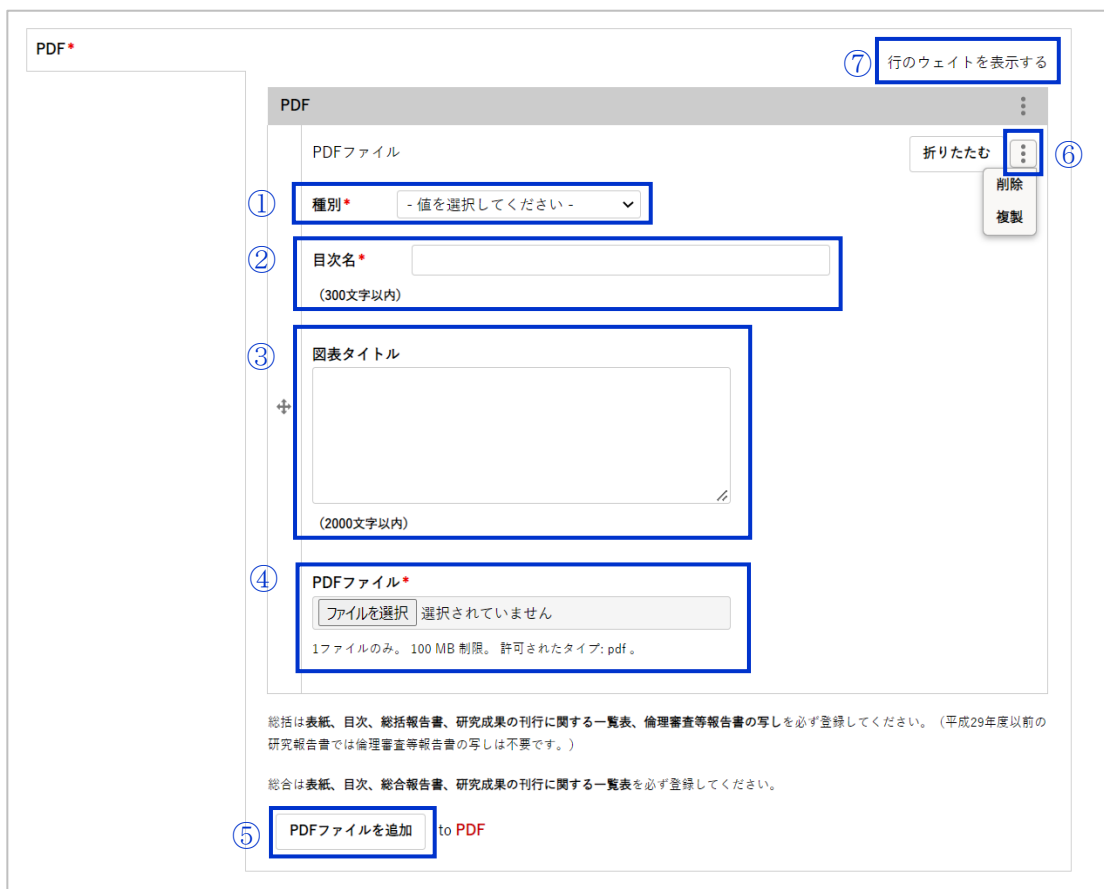 PDF*
⑦ 行のウェイトを表示する
PDF
PDFファイル
折りたたむ
⑥
削除
複製
① 種別* - 値を選択してください -
② 目次名*
(300文字以内)
③ 図表タイトル
(2000文字以内)
④ PDFファイル*
ファイルを選択 選択されていません
1ファイルのみ。 100 MB 制限。 許可されたタイプ: pdf 。
総括は表紙、目次、総括報告書、研究成果の刊行に関する一覧表、倫理審査等報告書の写しを必ず登録してください。（平成29年度以前の
研究報告書では倫理審査等報告書の写しは不要です。）
総合は表紙、目次、総合報告書、研究成果の刊行に関する一覧表を必ず登録してください。
⑤ PDFファイルを追加 to PDF